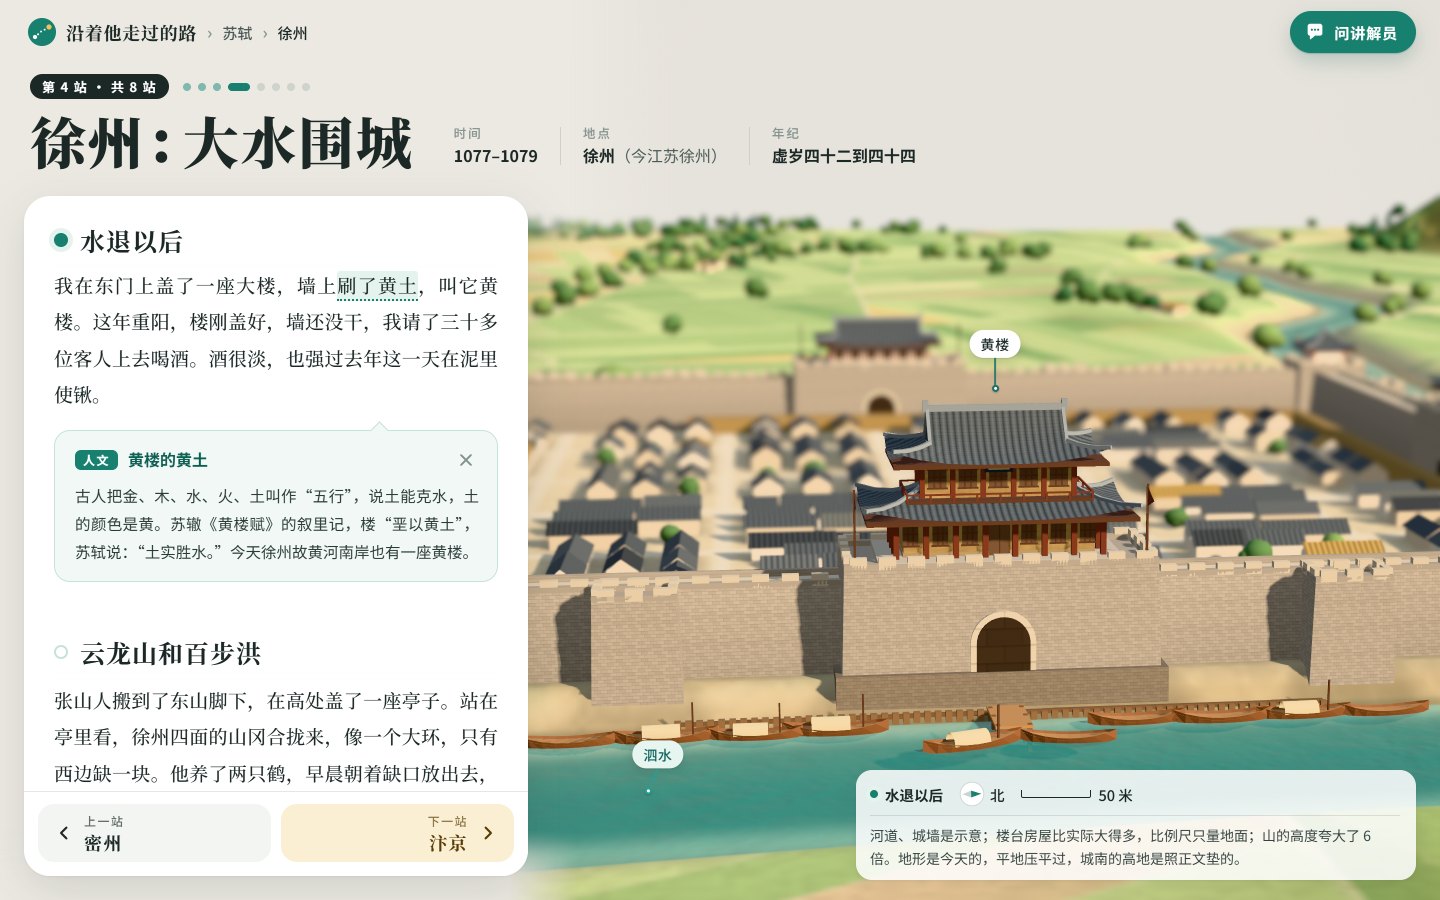 沿着他走过的路 › 苏轼 › 徐州
问讲解员
第 4 站 · 共 8 站
徐州：大水围城
时间
1077–1079
地点
徐州（今江苏徐州）
年纪
虚岁四十二到四十四
水退以后
我在东门上盖了一座大楼，墙上刷了黄土，叫它黄
楼。这年重阳，楼刚盖好，墙还没干，我请了三十多
位客人上去喝酒。酒很淡，也强过去年这一天在泥里
使锹。
人文 黄楼的黄土
古人把金、木、水、火、土叫作“五行”，说土能克水，土
的颜色是黄。苏辙《黄楼赋》的叙里记，楼“垩以黄土”，
苏轼说：“土实胜水。”今天徐州故黄河南岸也有一座黄楼。
云龙山和百步洪
张山人搬到了东山脚下，在高处盖了一座亭子。站在
亭里看，徐州四面的山冈合拢来，像一个大环，只有
西边缺一块。他养了两只鹤，早晨朝着缺口放出去，
上一站
密州
下一站
汴京
黄楼
泗水
水退以后 北 50 米
河道、城墙是示意；楼台房屋比实际大得多，比例尺只量地面；山的高度夸大了 6
倍。地形是今天的，平地压平过，城南的高地是照正文垫的。